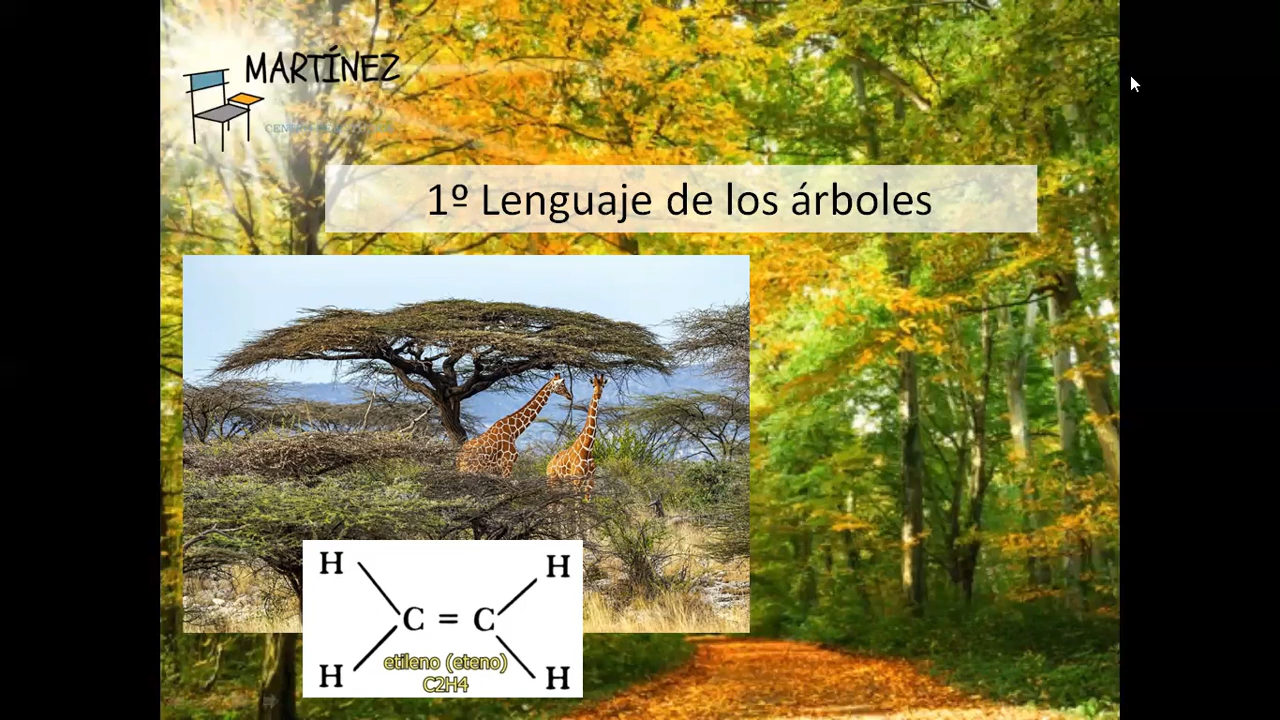 MARTÍNEZ
1º Lenguaje de los árboles
H H
C = C
H H
etileno (eteno)
C2H4